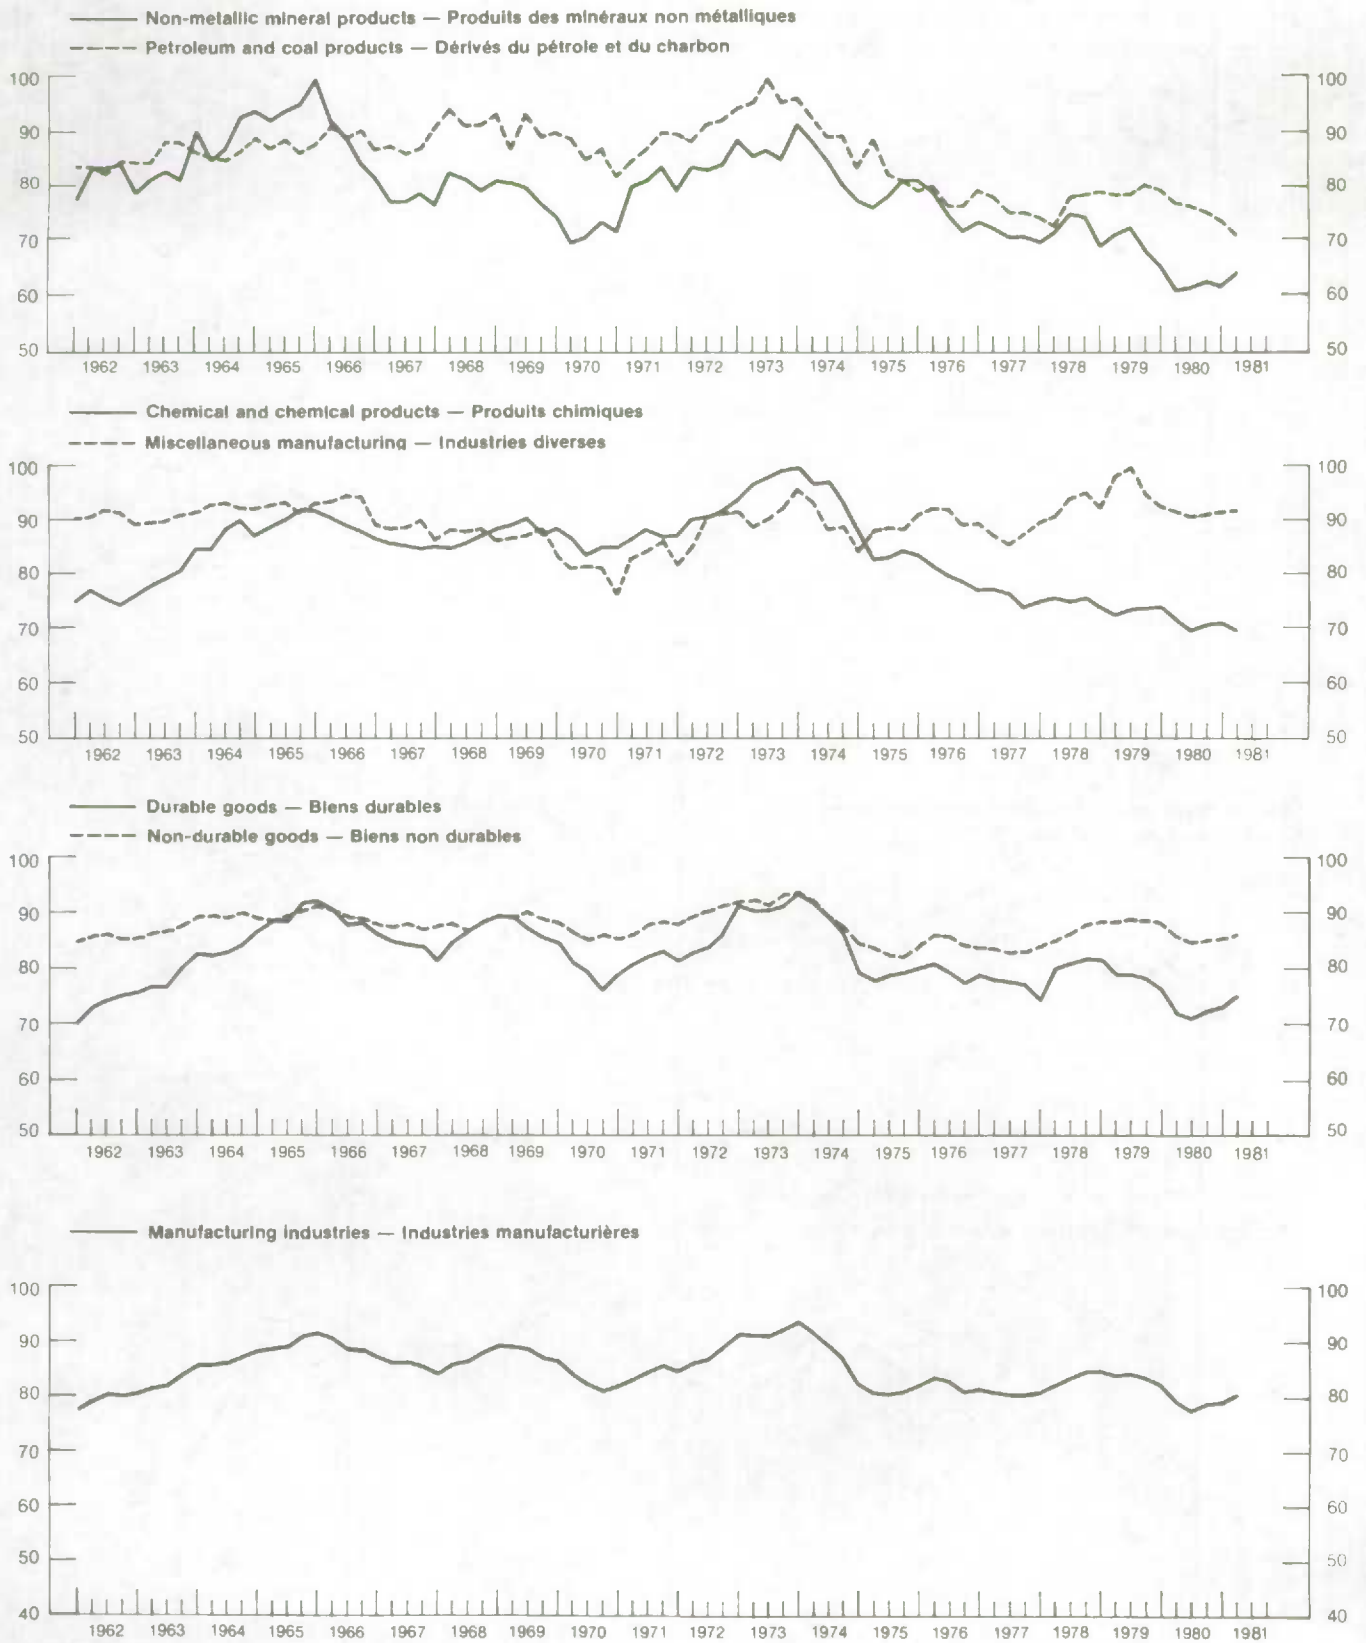 Non-metallic mineral products — Produits des minéraux non métalliques
Petroleum and coal products — Dérivés du pétrole et du charbon
100 100
90 90
80 80
70 70
60 60
50 50
1962 1963 1964 1965 1966 1967 1968 1969 1970 1971 1972 1973 1974 1975 1976 1977 1978 1979 1980 1981
Chemical and chemical products — Produits chimiques
Miscellaneous manufacturing — Industries diverses
100 100
90 90
80 80
70 70
60 60
50 50
1962 1963 1964 1965 1966 1967 1968 1969 1970 1971 1972 1973 1974 1975 1976 1977 1978 1979 1980 1981
Durable goods — Biens durables
Non-durable goods — Biens non durables
100 100
90 90
80 80
70 70
60 60
50 50
1962 1963 1964 1965 1966 1967 1968 1969 1970 1971 1972 1973 1974 1975 1976 1977 1978 1979 1980 1981
Manufacturing industries — Industries manufacturières
100 100
90 90
80 80
70 70
60 60
50 50
40 40
1962 1963 1964 1965 1966 1967 1968 1969 1970 1971 1972 1973 1974 1975 1976 1977 1978 1979 1980 1981